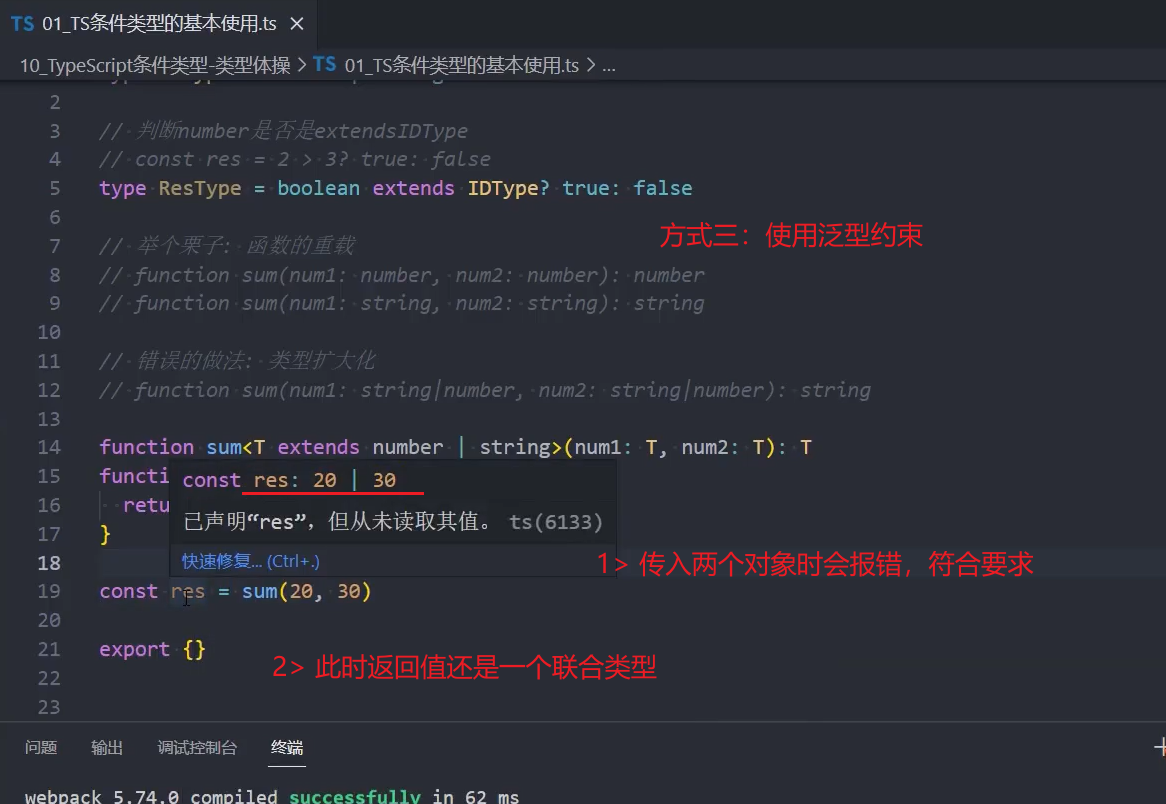 TS 01_TS条件类型的基本使用.ts ×
10_TypeScript条件类型-类型体操 > TS 01_TS条件类型的基本使用.ts > ...
2
3 // 判断number是否是extendsIDType
4 // const res = 2 > 3? true: false
5 type ResType = boolean extends IDType? true: false
6
方式三：使用泛型约束
7 // 举个栗子: 函数的重载
8 // function sum(num1: number, num2: number): number
9 // function sum(num1: string, num2: string): string
10
11 // 错误的做法: 类型扩大化
12 // function sum(num1: string|number, num2: string|number): string
13
14 function sum<T extends number | string>(num1: T, num2: T): T
15 functi
const res: 20 | 30
16 retu
已声明“res”，但从未读取其值。 ts(6133)
17 }
18
快速修复... (Ctrl+.)
1> 传入两个对象时会报错，符合要求
19 const res = sum(20, 30)
20
21 export {}
2> 此时返回值还是一个联合类型
22
23
问题 输出 调试控制台 终端
webpack 5.74.0 compiled successfully in 62 ms